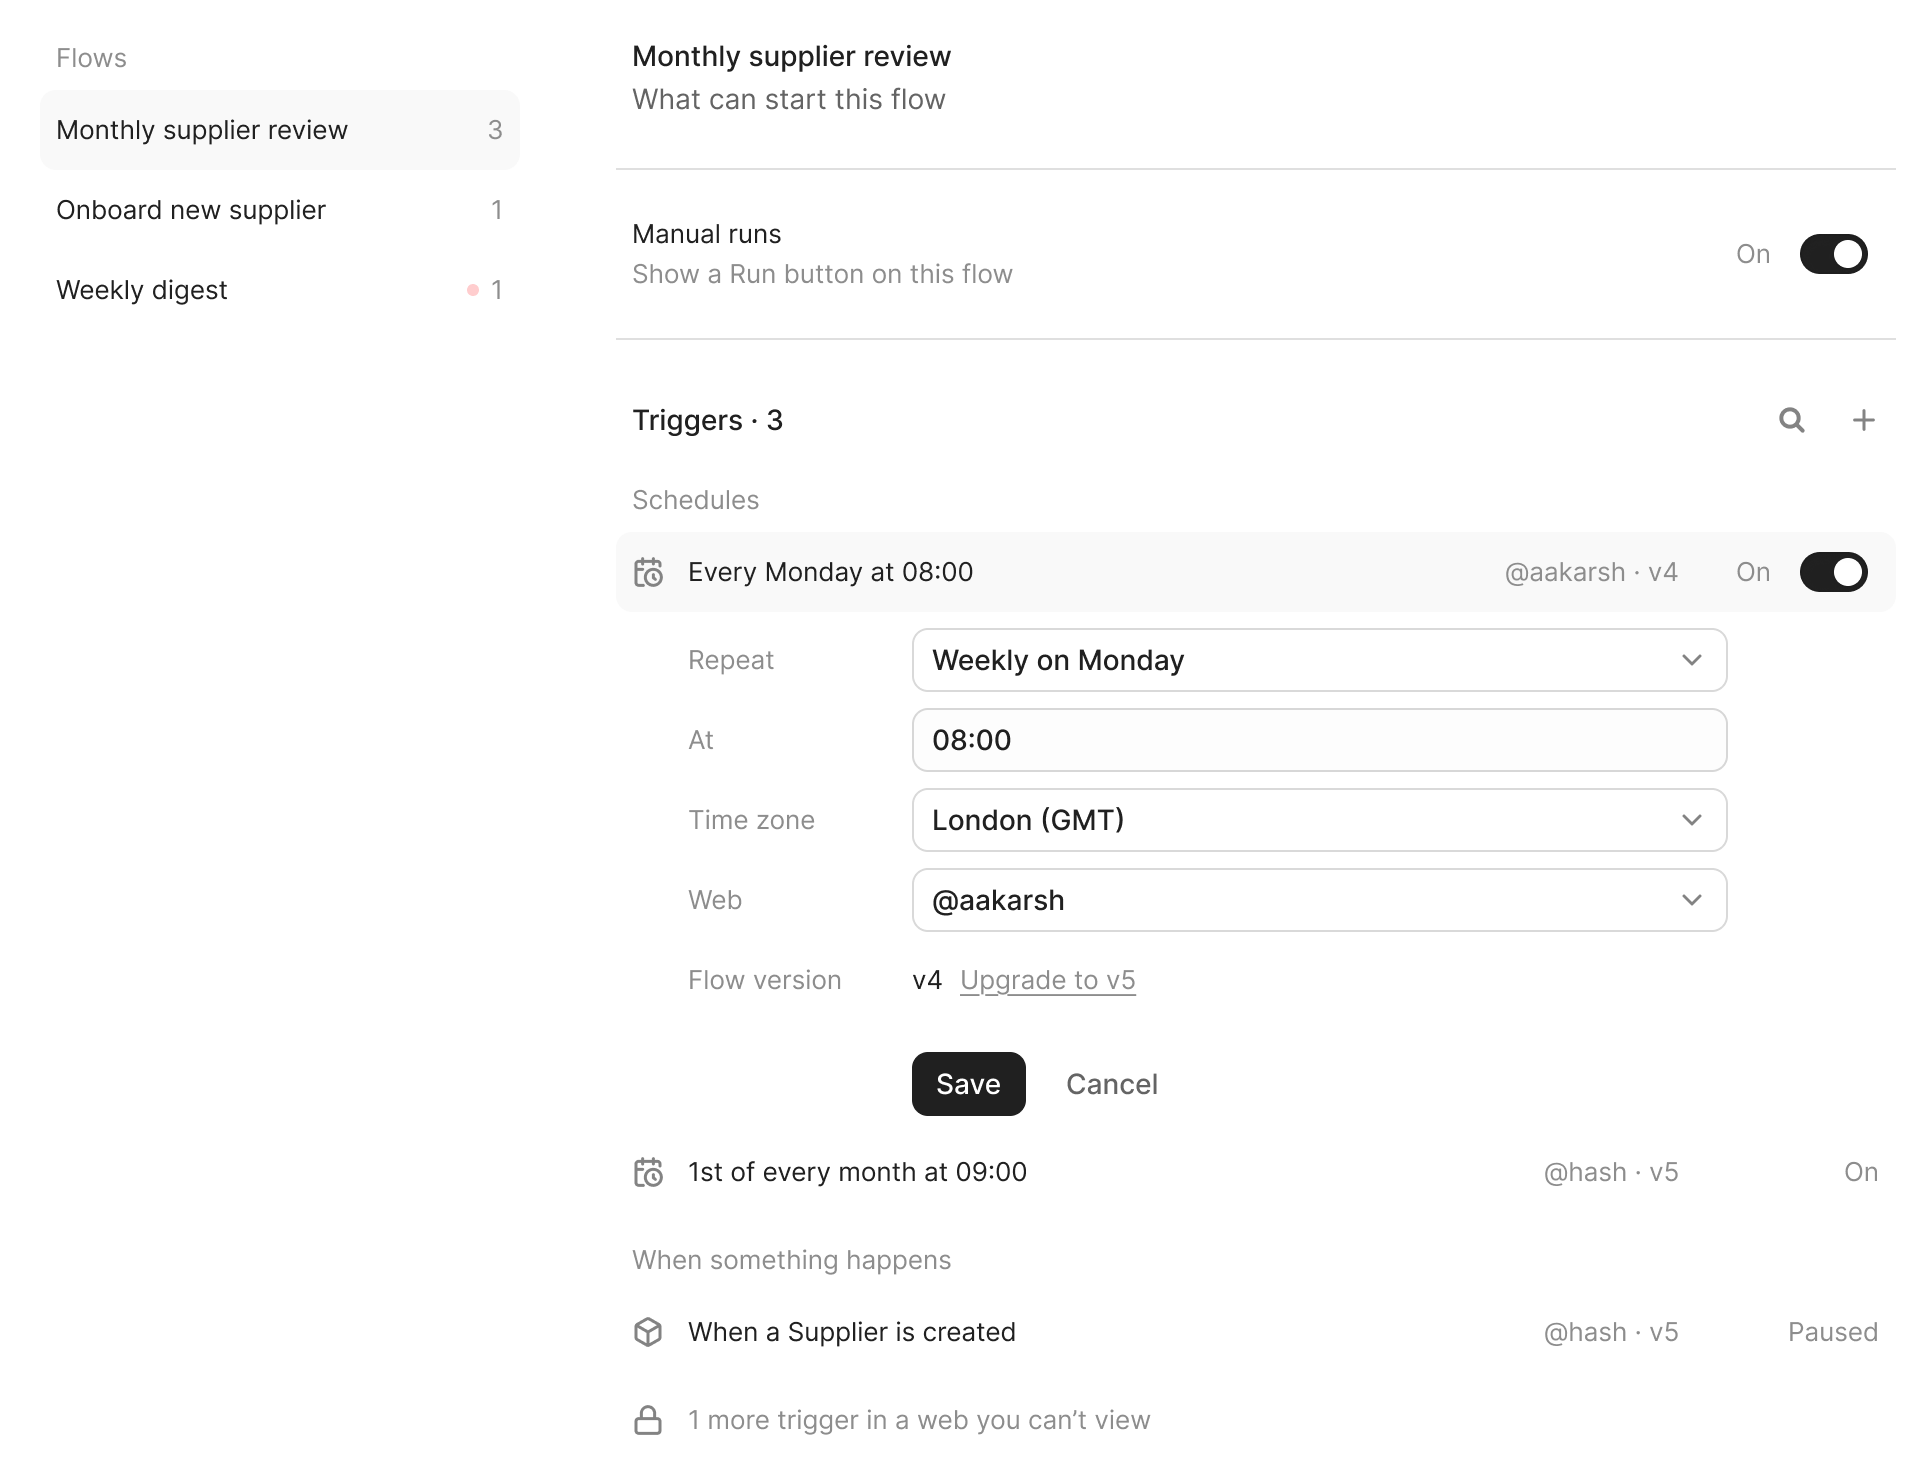 Flows
Monthly supplier review 3
Onboard new supplier 1
Weekly digest 1
Monthly supplier review
What can start this flow
Manual runs
Show a Run button on this flow
On
Triggers · 3
Schedules
Every Monday at 08:00 @aakarsh · v4 On
Repeat Weekly on Monday
At 08:00
Time zone London (GMT)
Web @aakarsh
Flow version v4 Upgrade to v5
Save Cancel
1st of every month at 09:00 @hash · v5 On
When something happens
When a Supplier is created @hash · v5 Paused
1 more trigger in a web you can’t view